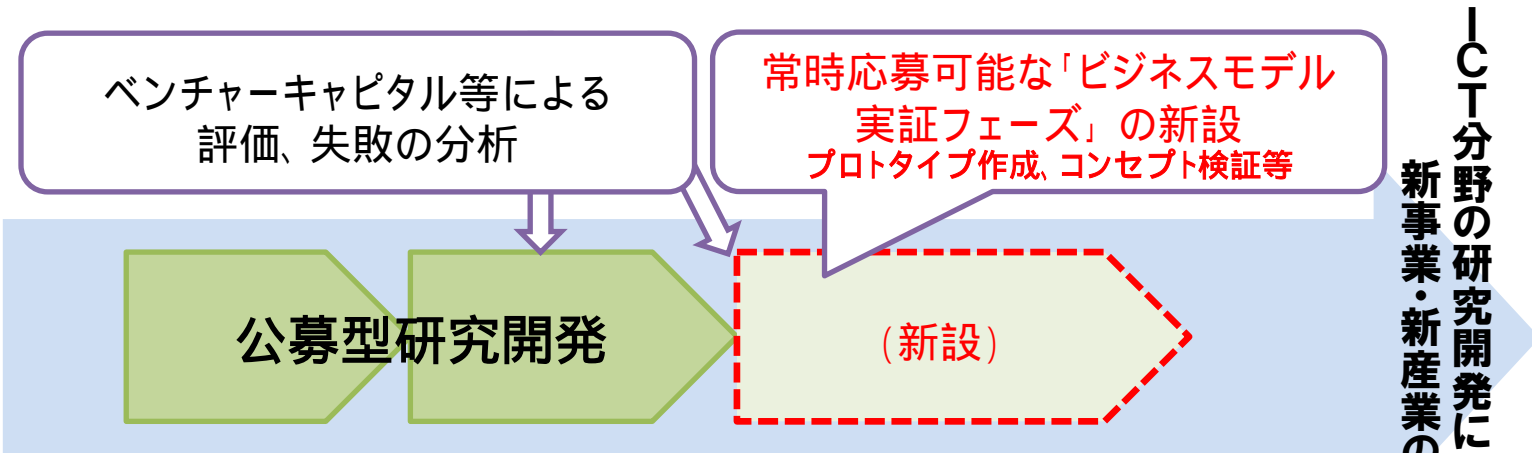 ベンチャーキャピタル等による
評価、失敗の分析
常時応募可能な「ビジネスモデル
実証フェーズ」の新設
プロトタイプ作成、コンセプト検証等
公募型研究開発
(新設)
ICT分野の研究開発に
新事業・新産業の